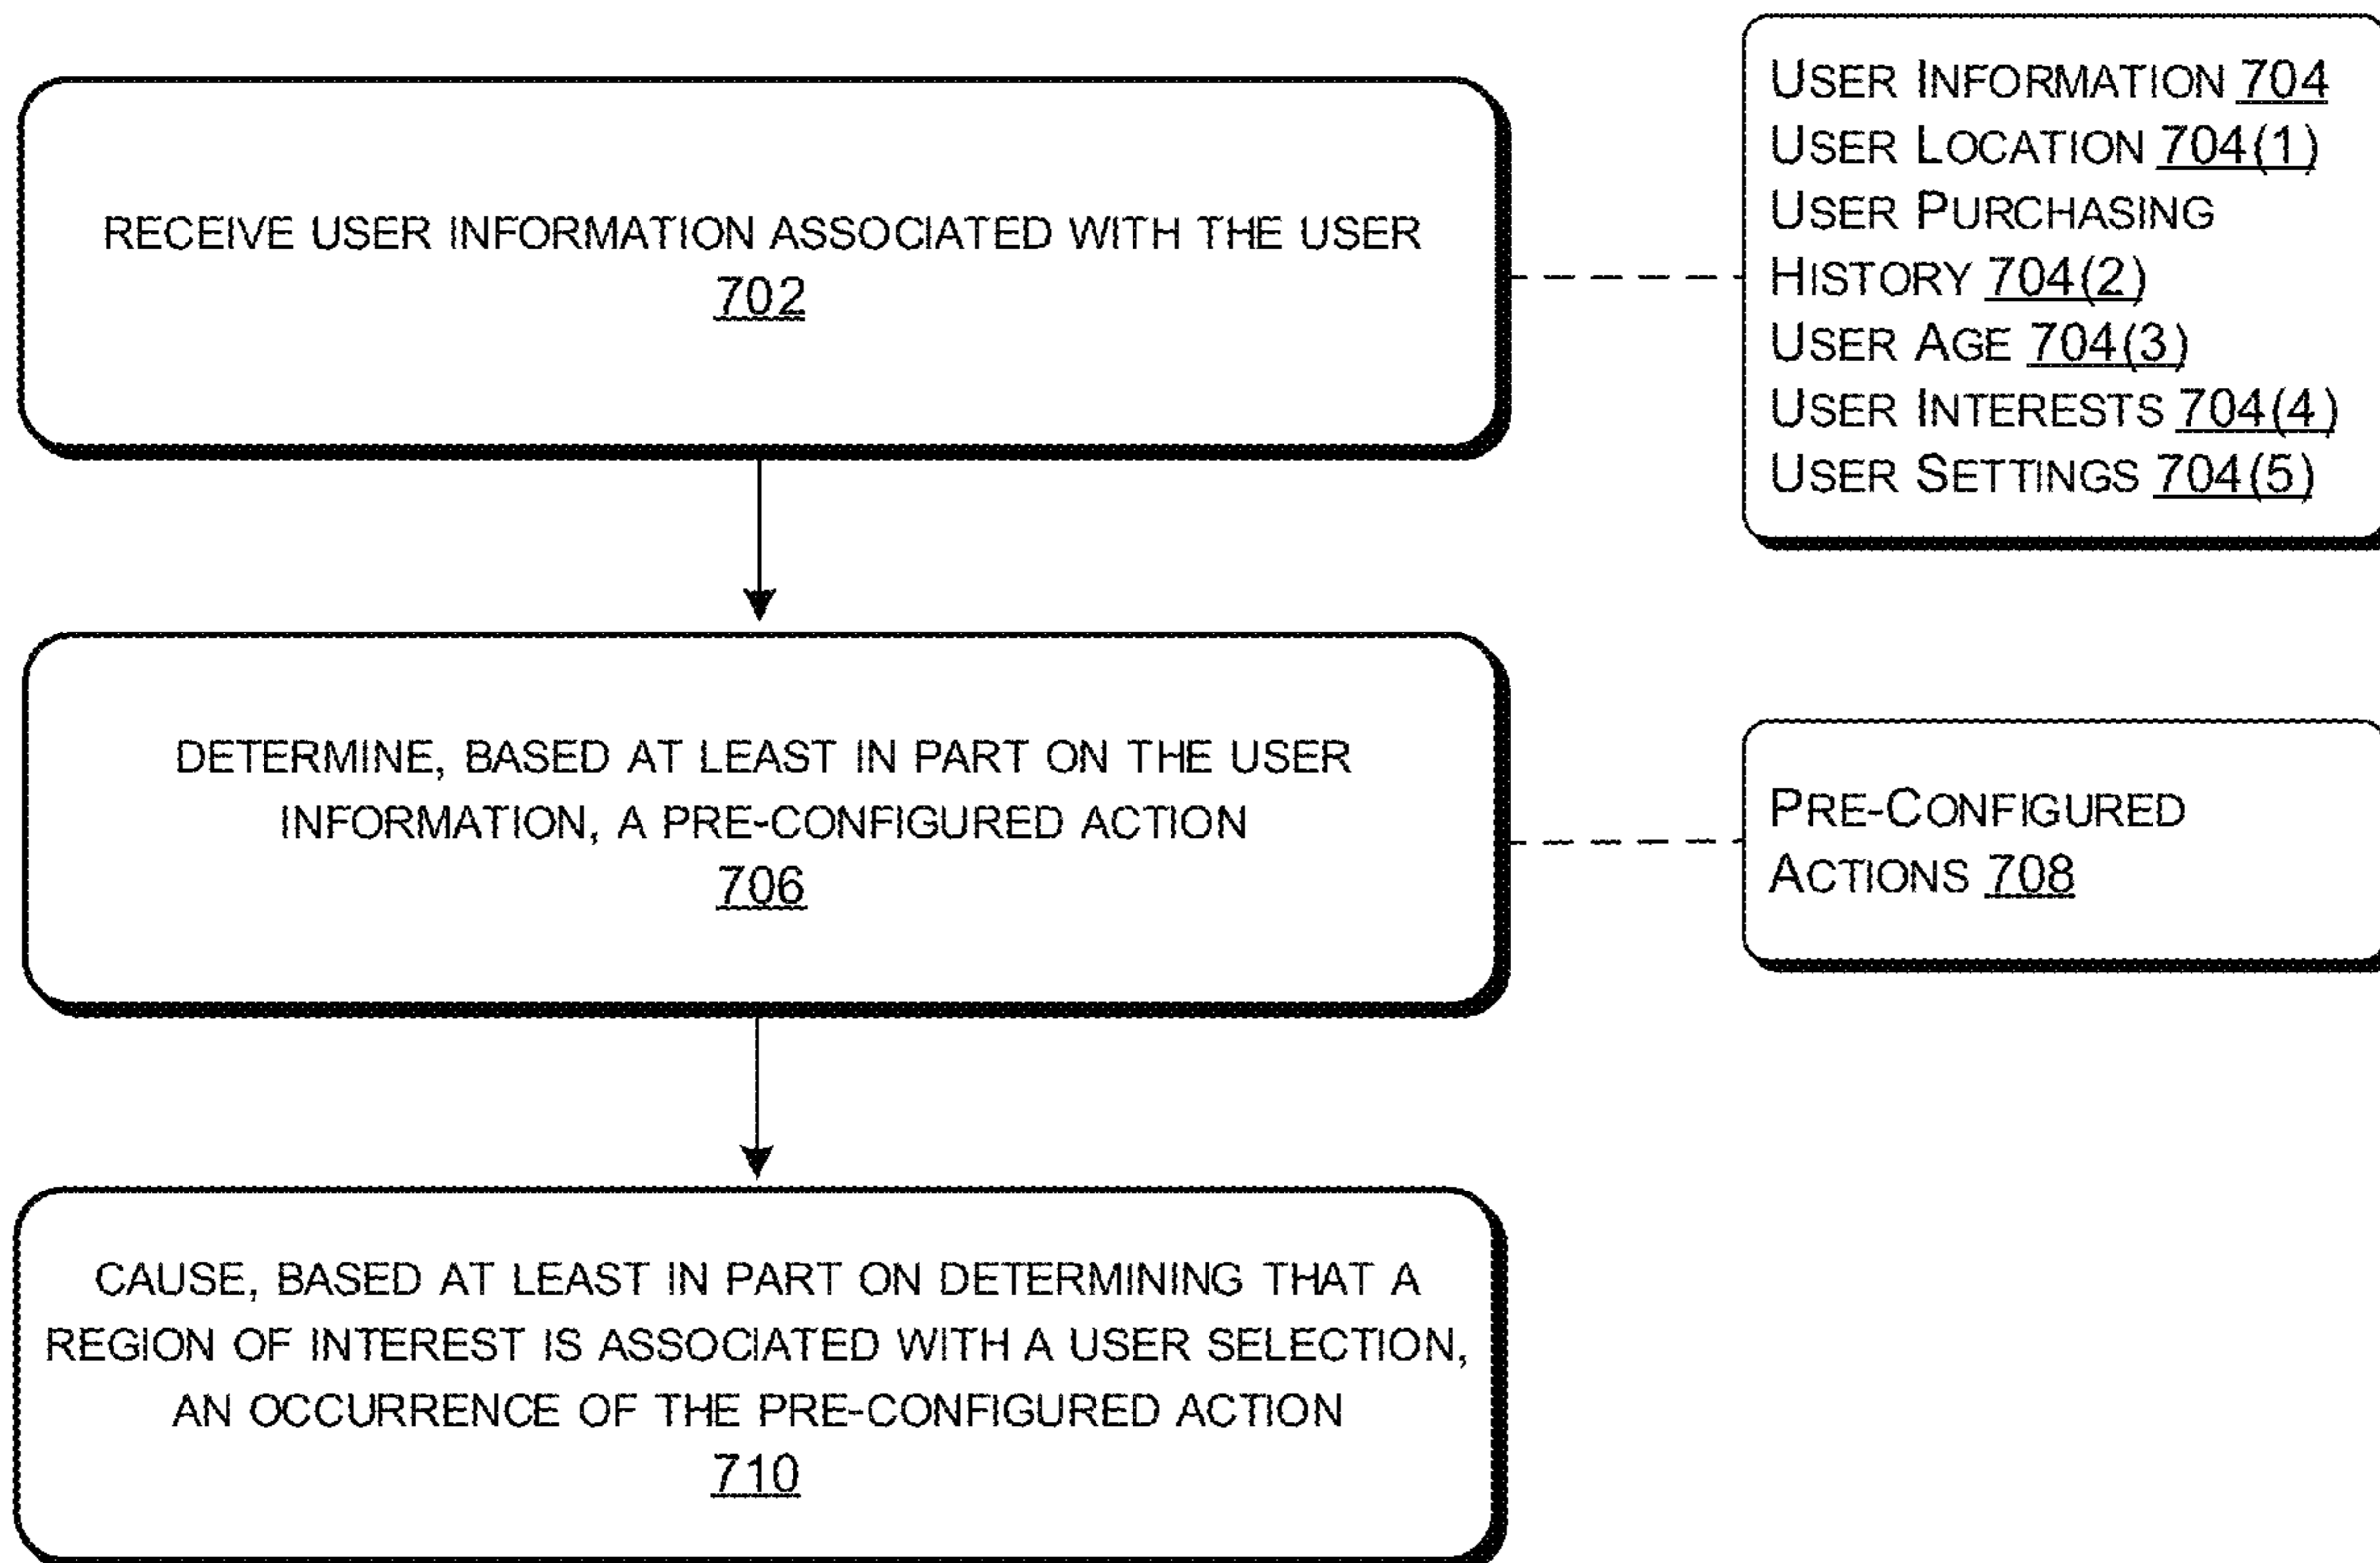 RECEIVE USER INFORMATION ASSOCIATED WITH THE USER
702
USER INFORMATION 704
USER LOCATION 704(1)
USER PURCHASING
HISTORY 704(2)
USER AGE 704(3)
USER INTERESTS 704(4)
USER SETTINGS 704(5)
DETERMINE, BASED AT LEAST IN PART ON THE USER
INFORMATION, A PRE-CONFIGURED ACTION
706
PRE-CONFIGURED
ACTIONS 708
CAUSE, BASED AT LEAST IN PART ON DETERMINING THAT A
REGION OF INTEREST IS ASSOCIATED WITH A USER SELECTION,
AN OCCURRENCE OF THE PRE-CONFIGURED ACTION
710